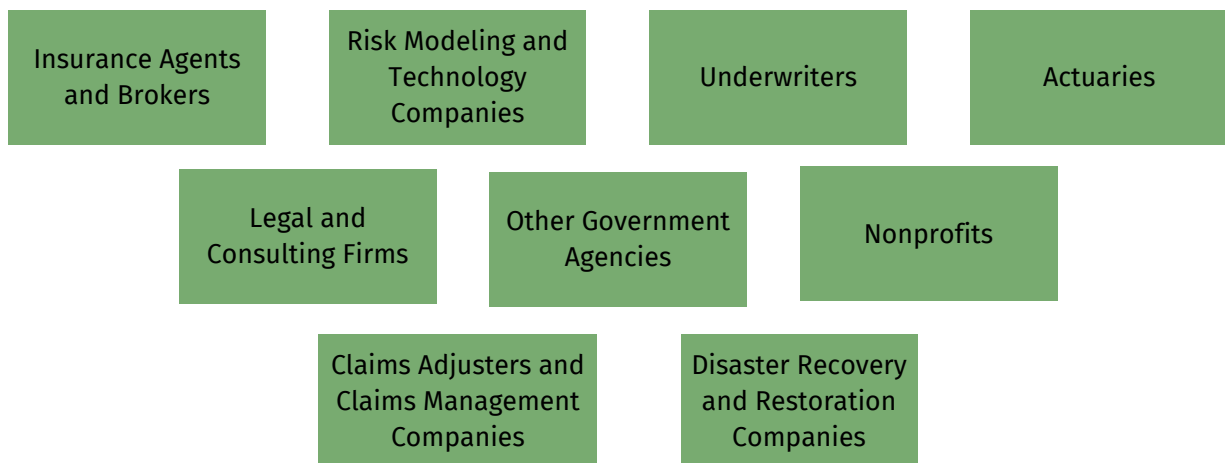 Insurance Agents
and Brokers
Risk Modeling and
Technology
Companies
Underwriters
Actuaries
Legal and
Consulting Firms
Other Government
Agencies
Nonprofits
Claims Adjusters and
Claims Management
Companies
Disaster Recovery
and Restoration
Companies